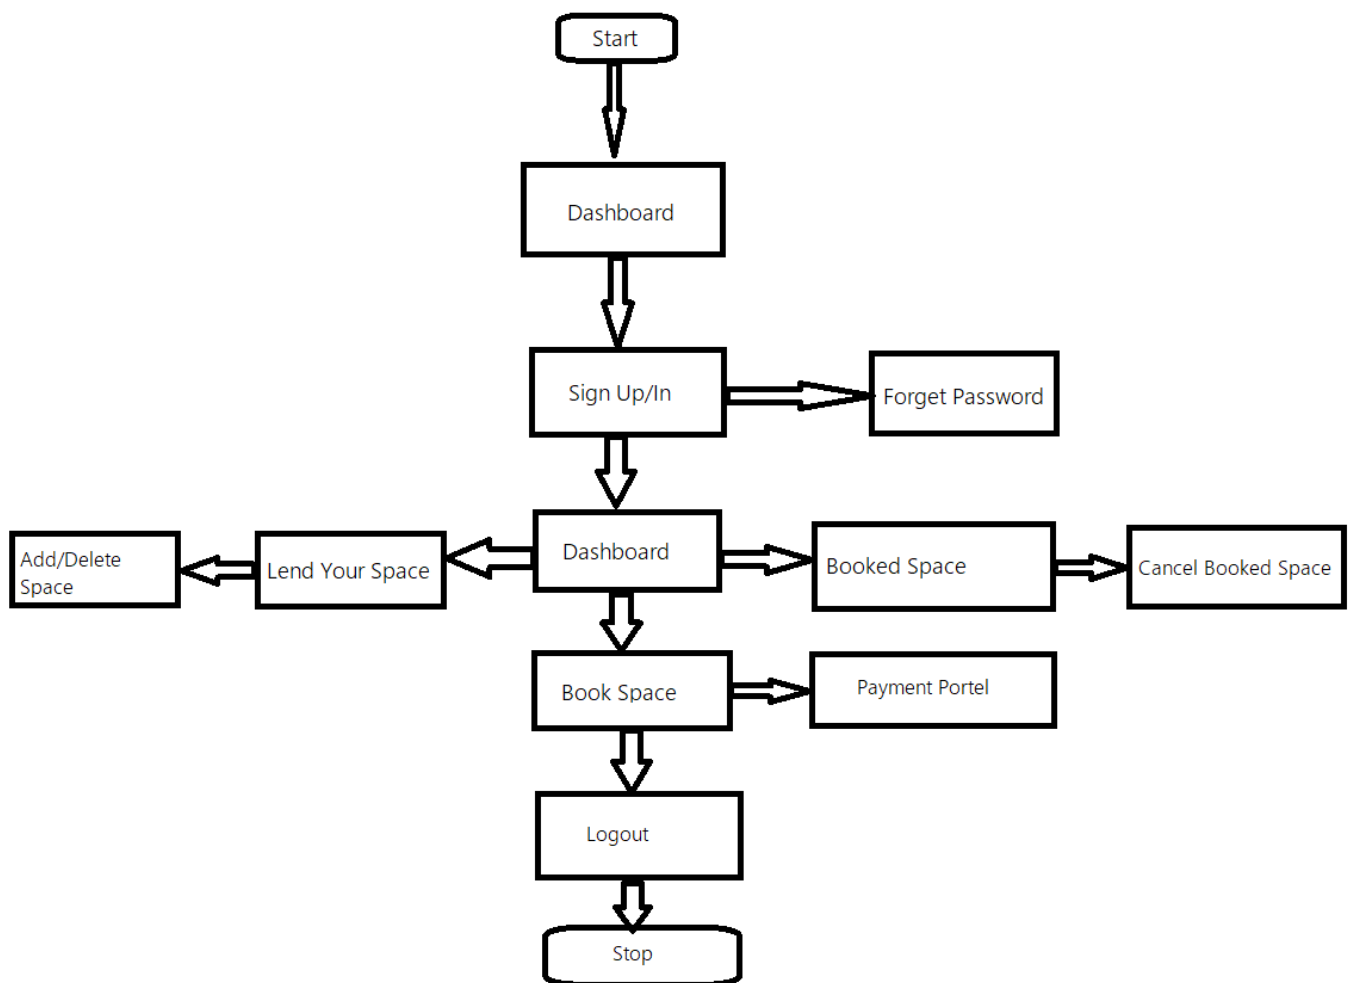 Start
Dashboard
Sign Up/In
Forget Password
Add/Delete
Space
Lend Your Space
Dashboard
Booked Space
Cancel Booked Space
Book Space
Payment Portel
Logout
Stop